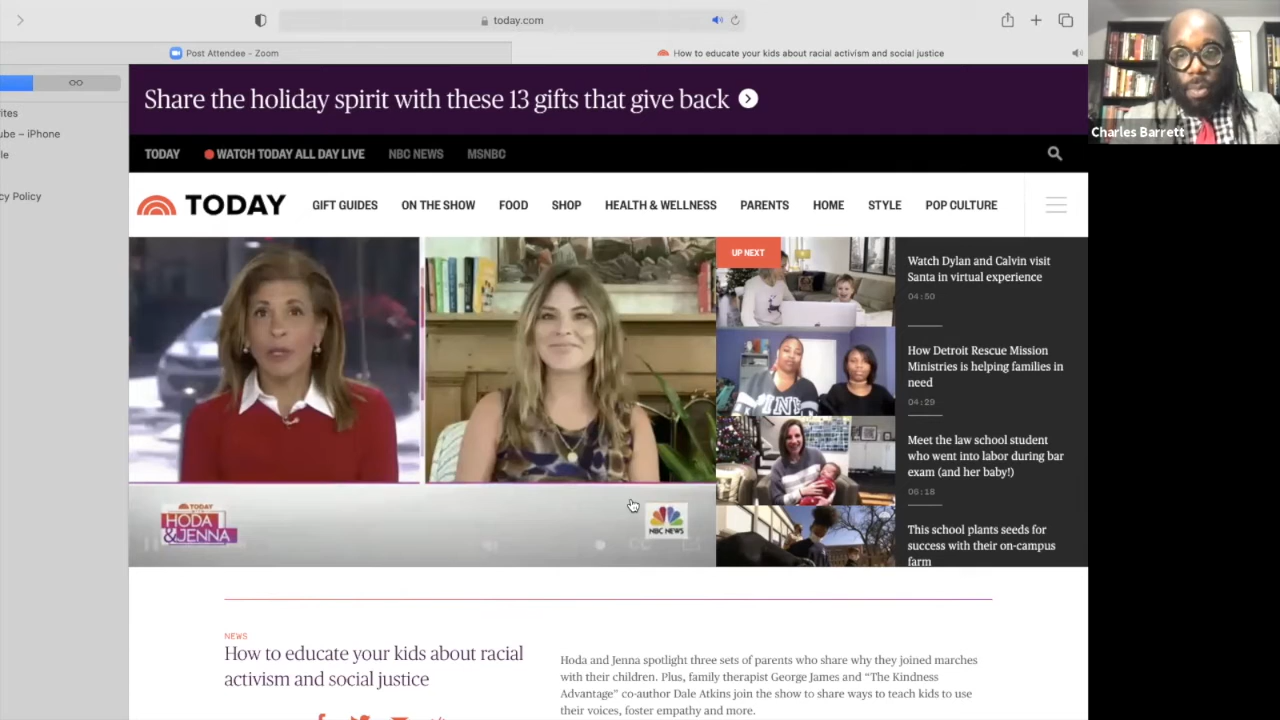 today.com
Post Attendee - Zoom
How to educate your kids about racial activism and social justice
ube – iPhone
cy Policy
Charles Barrett
Share the holiday spirit with these 13 gifts that give back
TODAY
WATCH TODAY ALL DAY LIVE
NBC NEWS
MSNBC
TODAY
GIFT GUIDES
ON THE SHOW
FOOD
SHOP
HEALTH & WELLNESS
PARENTS
HOME
STYLE
POP CULTURE
UP NEXT
Watch Dylan and Calvin visit
Santa in virtual experience
04:50
How Detroit Rescue Mission
Ministries is helping families in
need
04:29
Meet the law school student
who went into labor during bar
exam (and her baby!)
06:18
This school plants seeds for
success with their on-campus
farm
TODAY
HODA
&JENNA
NBC NEWS
NEWS
How to educate your kids about racial
activism and social justice
Hoda and Jenna spotlight three sets of parents who share why they joined marches
with their children. Plus, family therapist George James and “The Kindness
Advantage” co-author Dale Atkins join the show to share ways to teach kids to use
their voices, foster empathy and more.